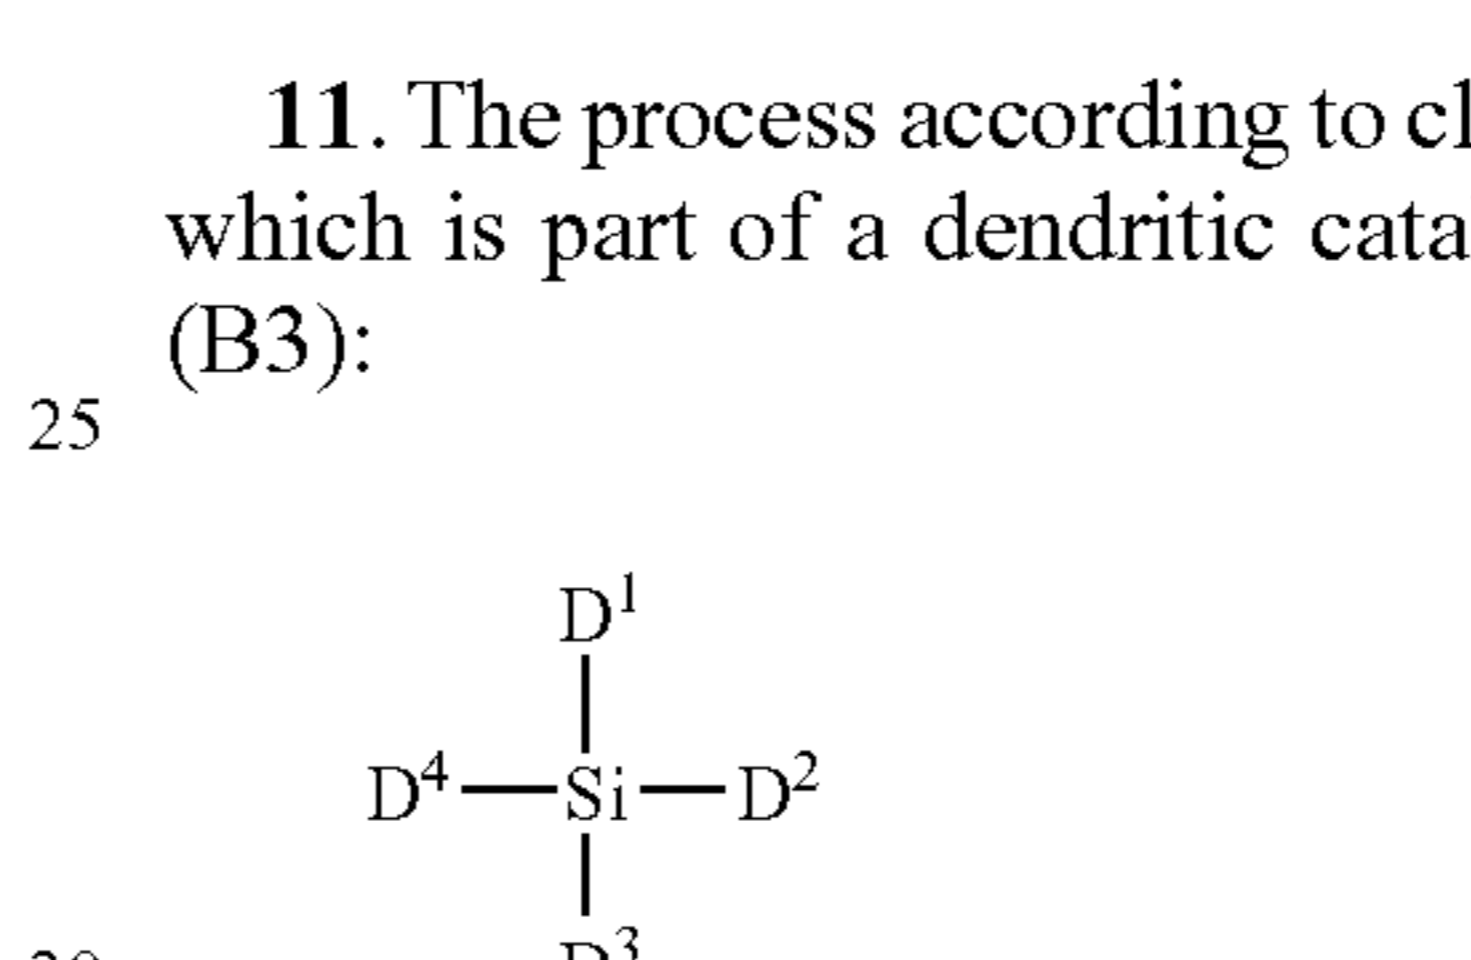 11. The process according to cl
which is part of a dendritic cata
(B3):
25
D¹
D⁴—Si—D²
D³